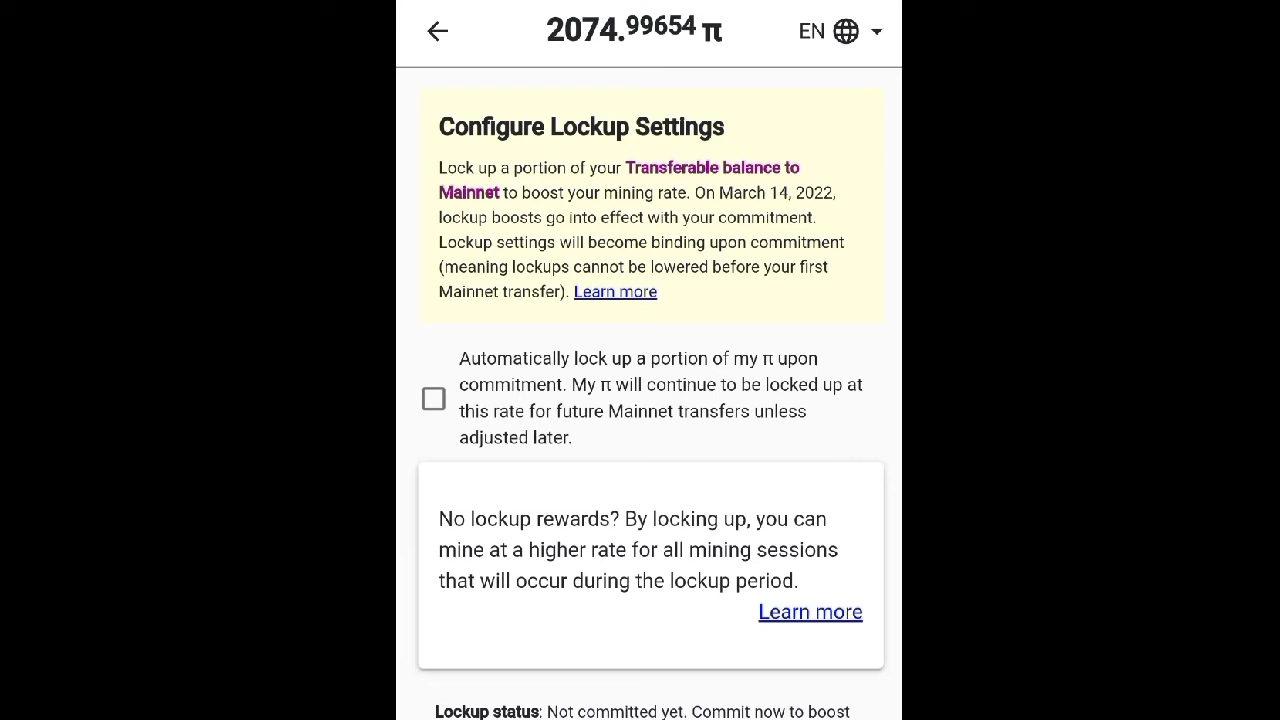 2074.99654 π
EN
Configure Lockup Settings
Lock up a portion of your Transferable balance to
Mainnet to boost your mining rate. On March 14, 2022,
lockup boosts go into effect with your commitment.
Lockup settings will become binding upon commitment
(meaning lockups cannot be lowered before your first
Mainnet transfer). Learn more
Automatically lock up a portion of my π upon
commitment. My π will continue to be locked up at
this rate for future Mainnet transfers unless
adjusted later.
No lockup rewards? By locking up, you can
mine at a higher rate for all mining sessions
that will occur during the lockup period.
Learn more
Lockup status: Not committed yet. Commit now to boost